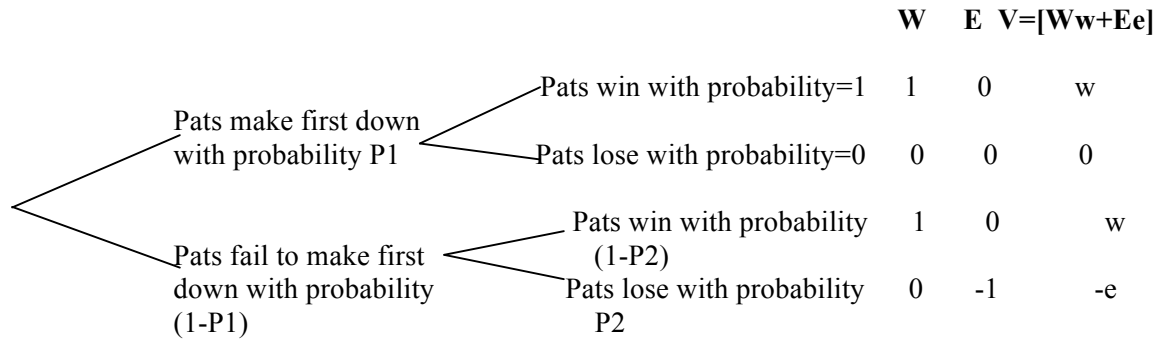 W E V=[Ww+Ee]
Pats win with probability=1 1 0 w
Pats make first down
with probability P1
Pats lose with probability=0 0 0 0
Pats win with probability 1 0 w
(1-P2)
Pats fail to make first
down with probability
(1-P1)
Pats lose with probability 0 -1 -e
P2